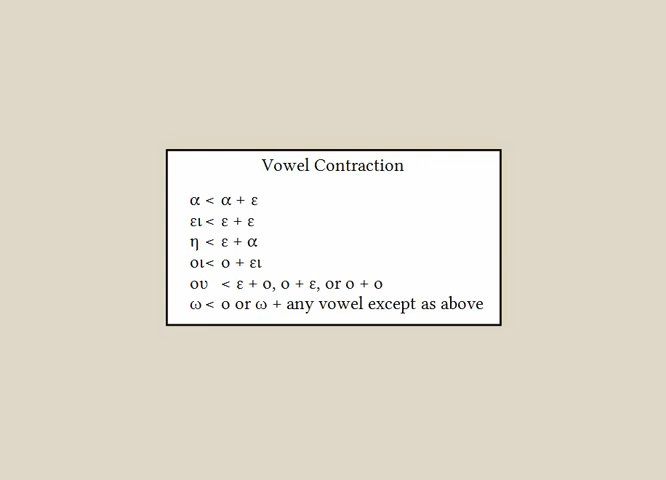 Vowel Contraction
α < α + ε
ει < ε + ε
η < ε + α
οι< ο + ει
ου < ε + ο, ο + ε, or ο + ο
ω < ο or ω + any vowel except as above